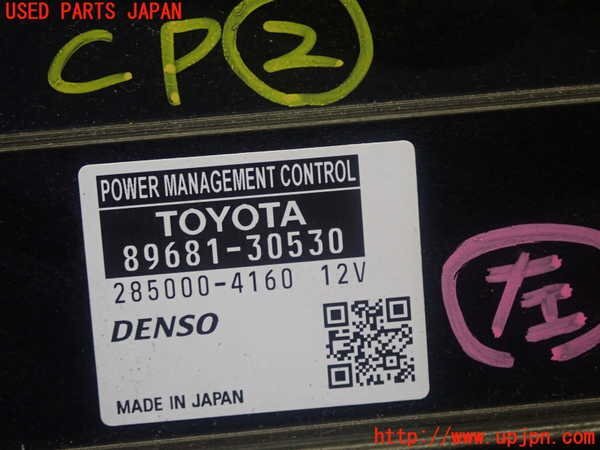 USED PARTS JAPAN
CP②
POWER MANAGEMENT CONTROL
TOYOTA
89681-30530
285000-4160 12V
DENSO
MADE IN JAPAN
左
http://www.upjpn.com/